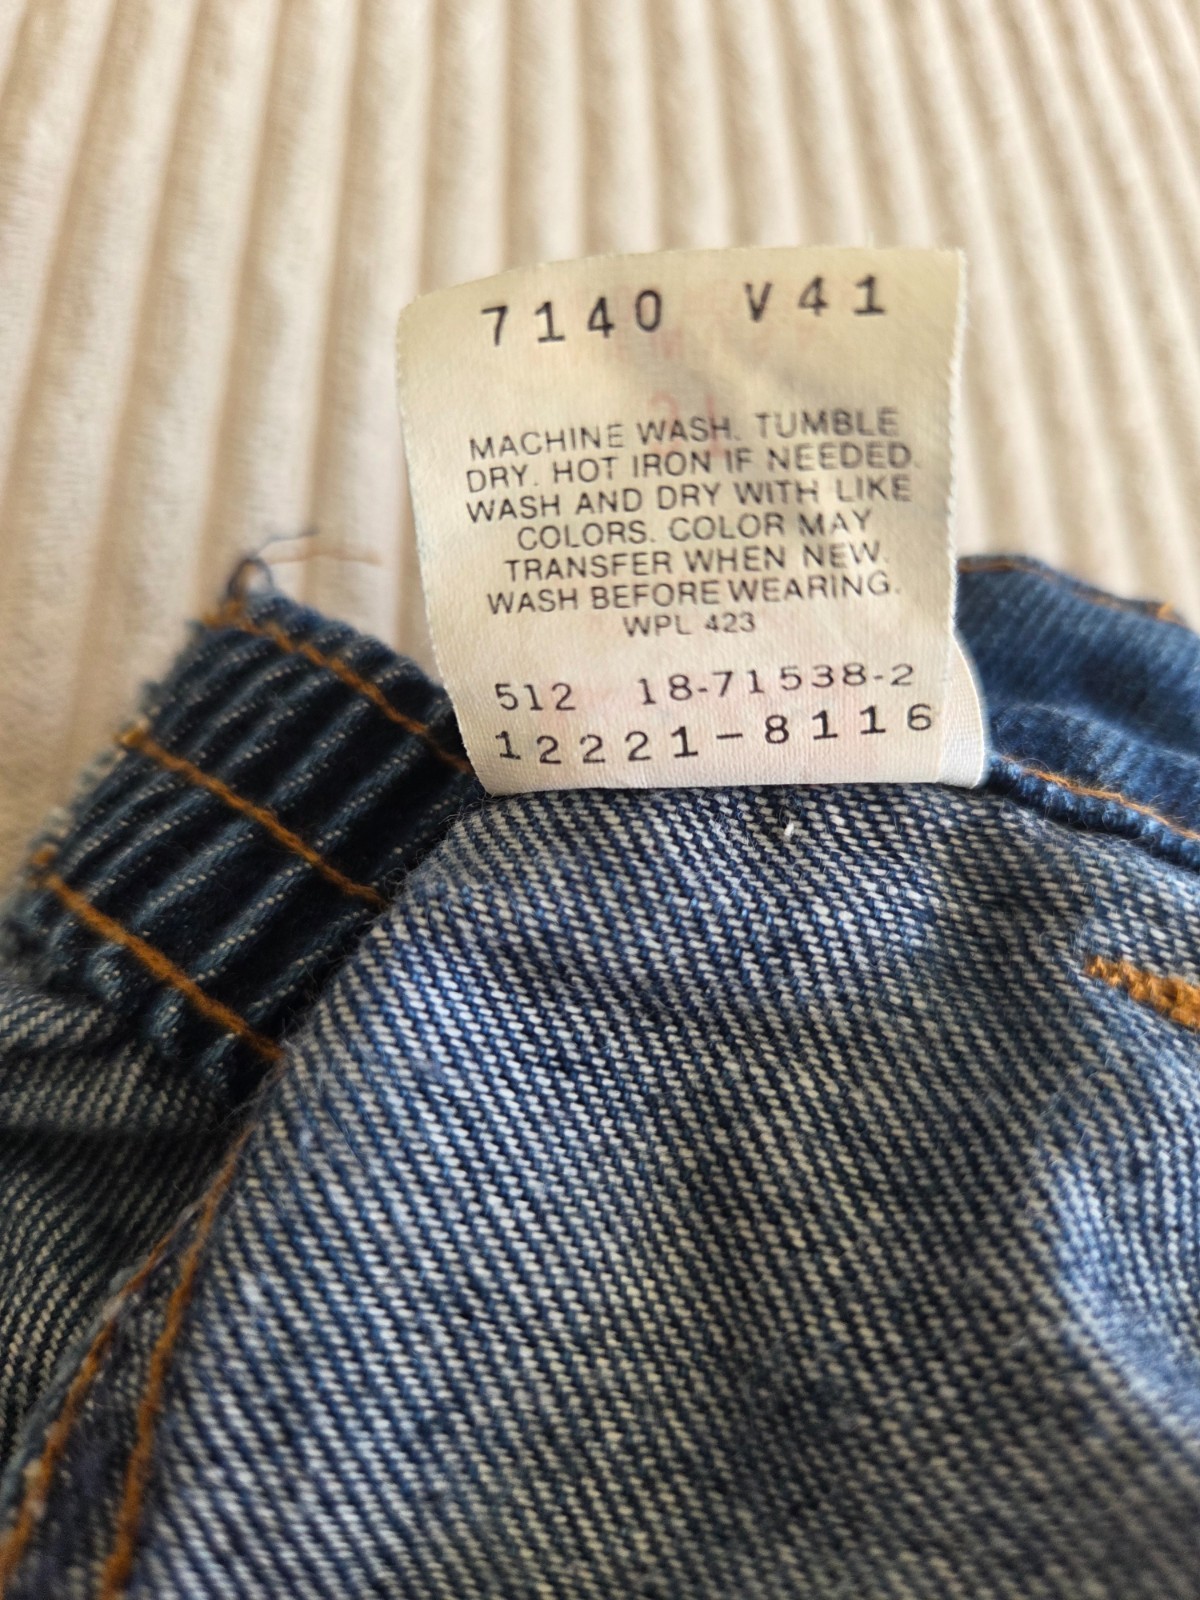 7140 V41
MACHINE WASH. TUMBLE
DRY. HOT IRON IF NEEDED.
WASH AND DRY WITH LIKE
COLORS. COLOR MAY
TRANSFER WHEN NEW.
WASH BEFORE WEARING.
WPL 423
512 18-71538-2
12221-8116